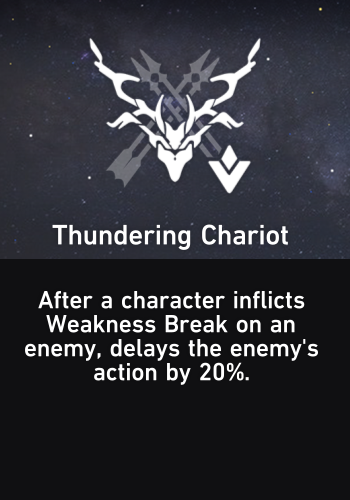 Thundering Chariot
After a character inflicts
Weakness Break on an
enemy, delays the enemy's
action by 20%.